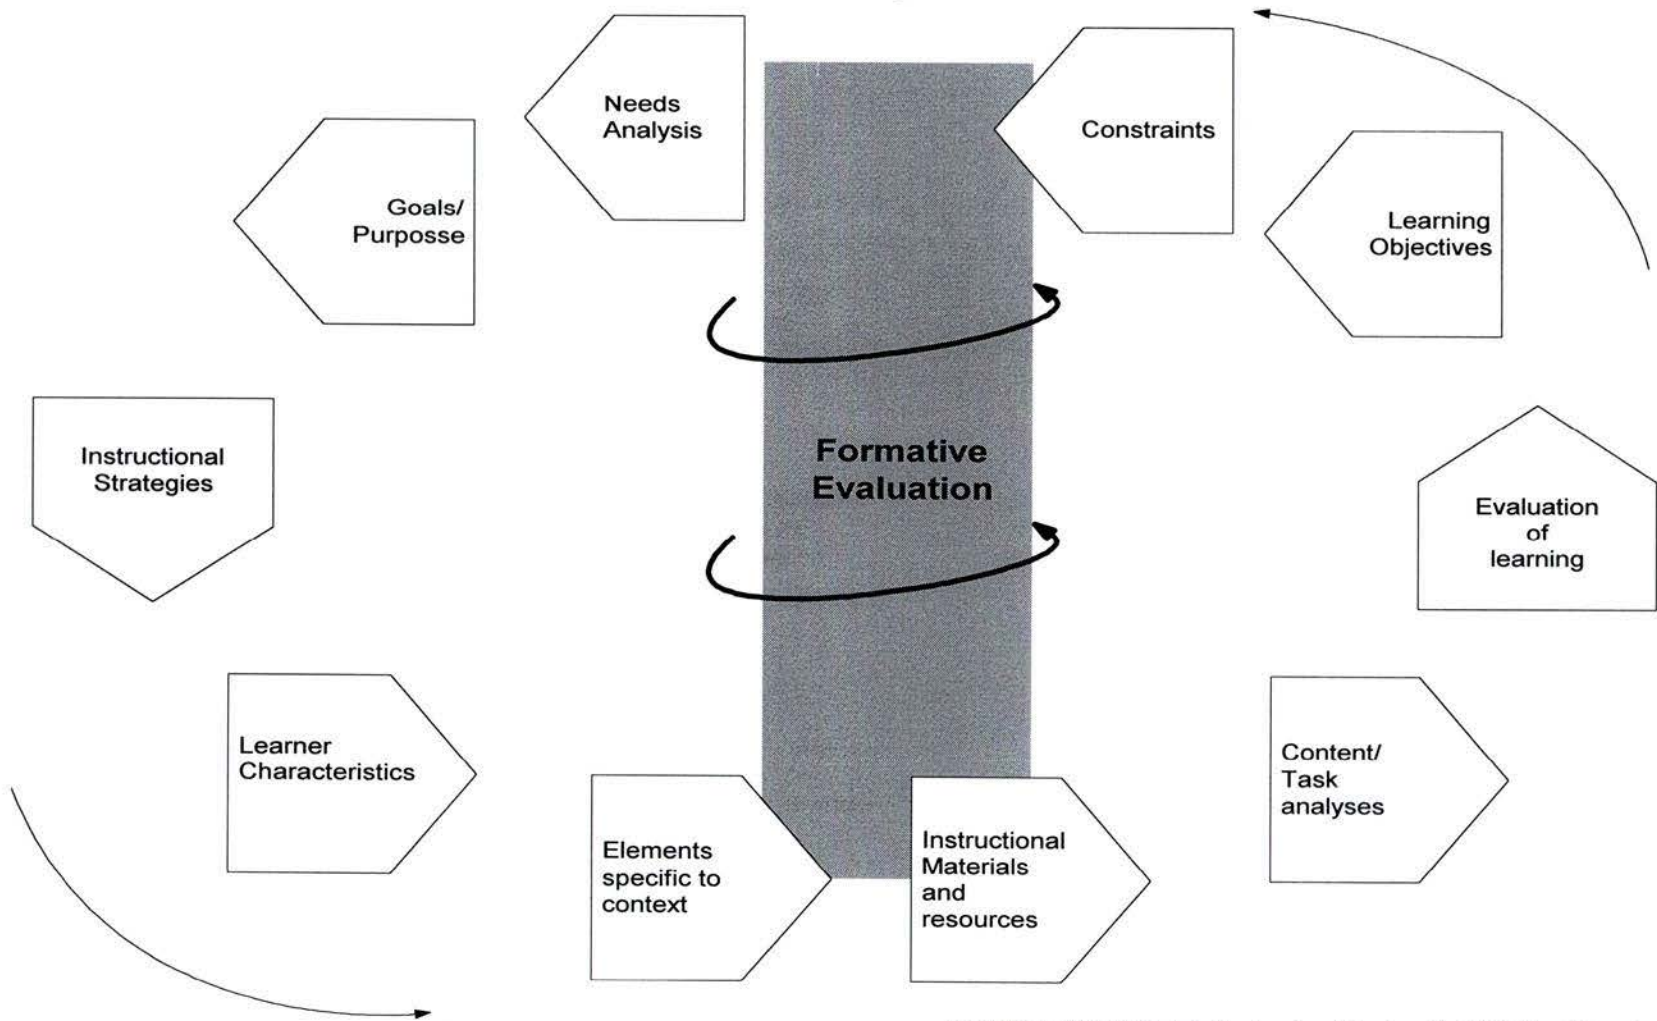 Needs
Analysis
Constraints
Goals/
Purposse
Learning
Objectives
Instructional
Strategies
Formative
Evaluation
Evaluation
of
learning
Learner
Characteristics
Content/
Task
analyses
Elements
specific to
context
Instructional
Materials
and
resources